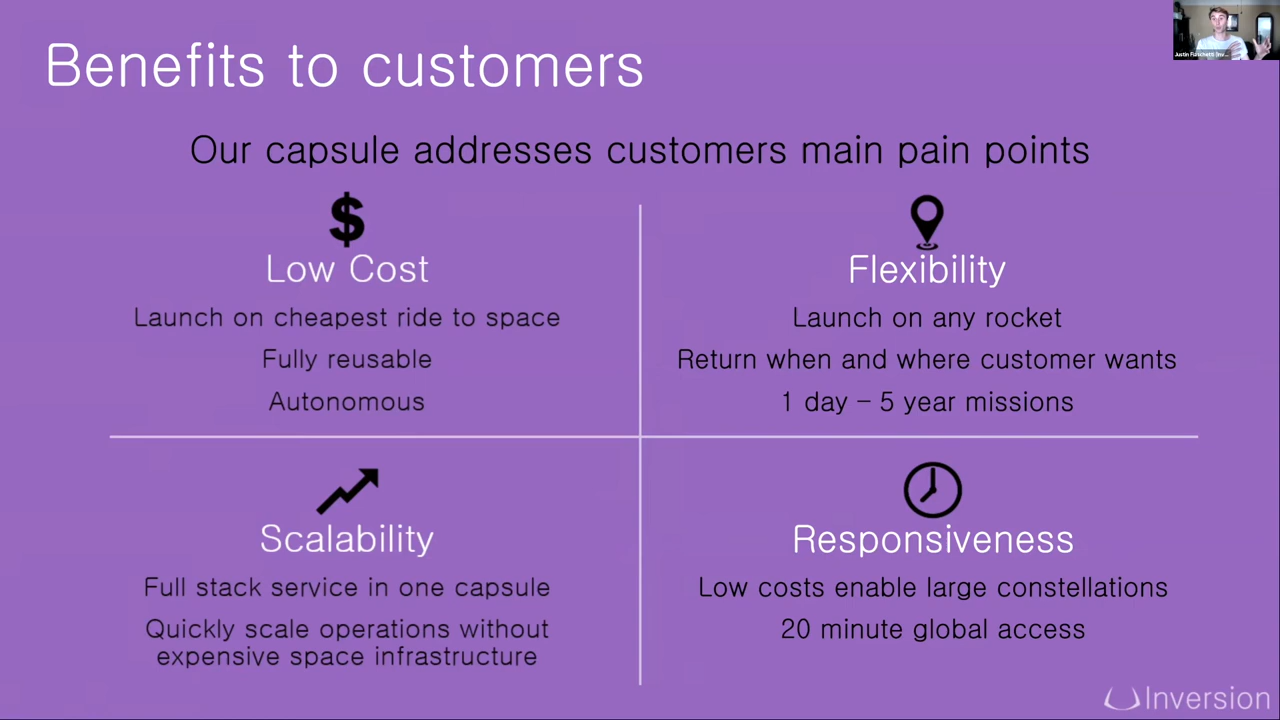 Benefits to customers
Our capsule addresses customers main pain points
$
Low Cost
Launch on cheapest ride to space
Fully reusable
Autonomous
Flexibility
Launch on any rocket
Return when and where customer wants
1 day – 5 year missions
Scalability
Full stack service in one capsule
Quickly scale operations without
expensive space infrastructure
Responsiveness
Low costs enable large constellations
20 minute global access
Inversion
Justin